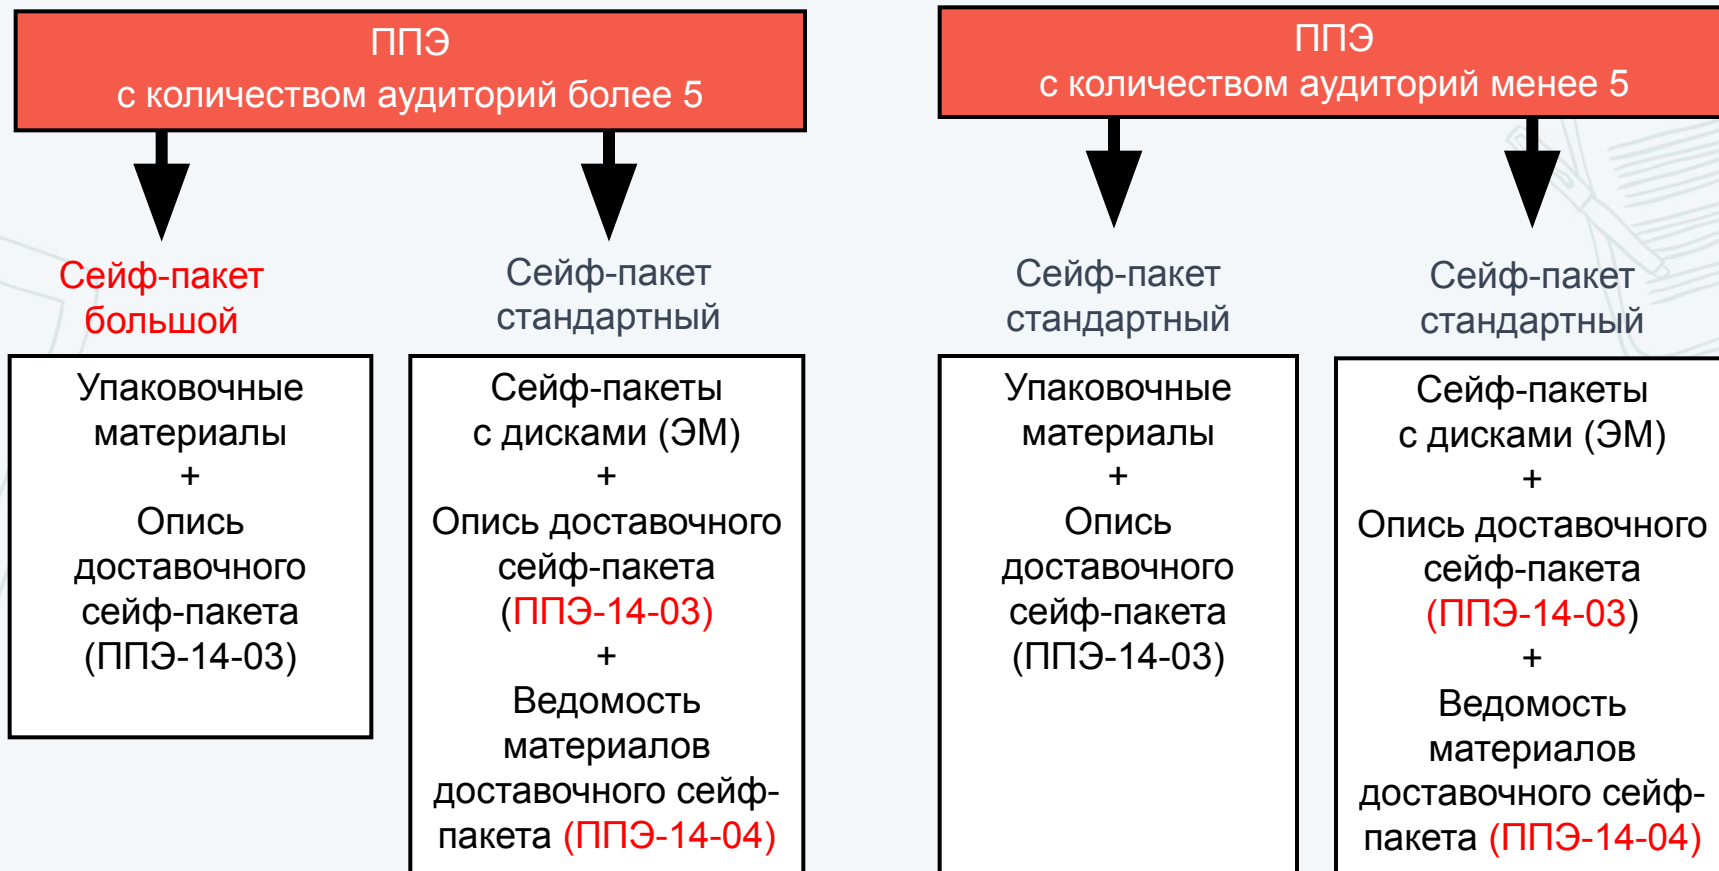 ППЭ
с количеством аудиторий более 5
Сейф-пакет
большой
Упаковочные
материалы
+
Опись
доставочного
сейф-пакета
(ППЭ-14-03)
Сейф-пакет
стандартный
Сейф-пакеты
с дисками (ЭМ)
+
Опись доставочного
сейф-пакета
(ППЭ-14-03)
+
Ведомость
материалов
доставочного сейф-
пакета (ППЭ-14-04)
ППЭ
с количеством аудиторий менее 5
Сейф-пакет
стандартный
Упаковочные
материалы
+
Опись
доставочного
сейф-пакета
(ППЭ-14-03)
Сейф-пакет
стандартный
Сейф-пакеты
с дисками (ЭМ)
+
Опись доставочного
сейф-пакета
(ППЭ-14-03)
+
Ведомость
материалов
доставочного сейф-
пакета (ППЭ-14-04)